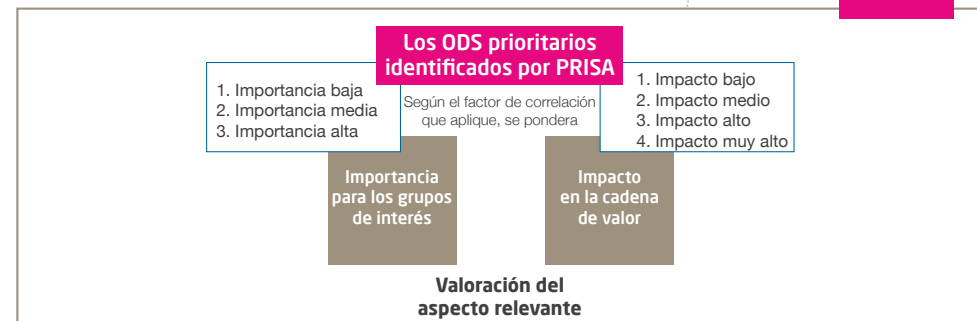 Los ODS prioritarios
identificados por PRISA
1. Importancia baja
2. Importancia media
3. Importancia alta
Según el factor de correlación
que aplique, se pondera
1. Impacto bajo
2. Impacto medio
3. Impacto alto
4. Impacto muy alto
Importancia
para los grupos
de interés
Impacto
en la cadena
de valor
Valoración del
aspecto relevante